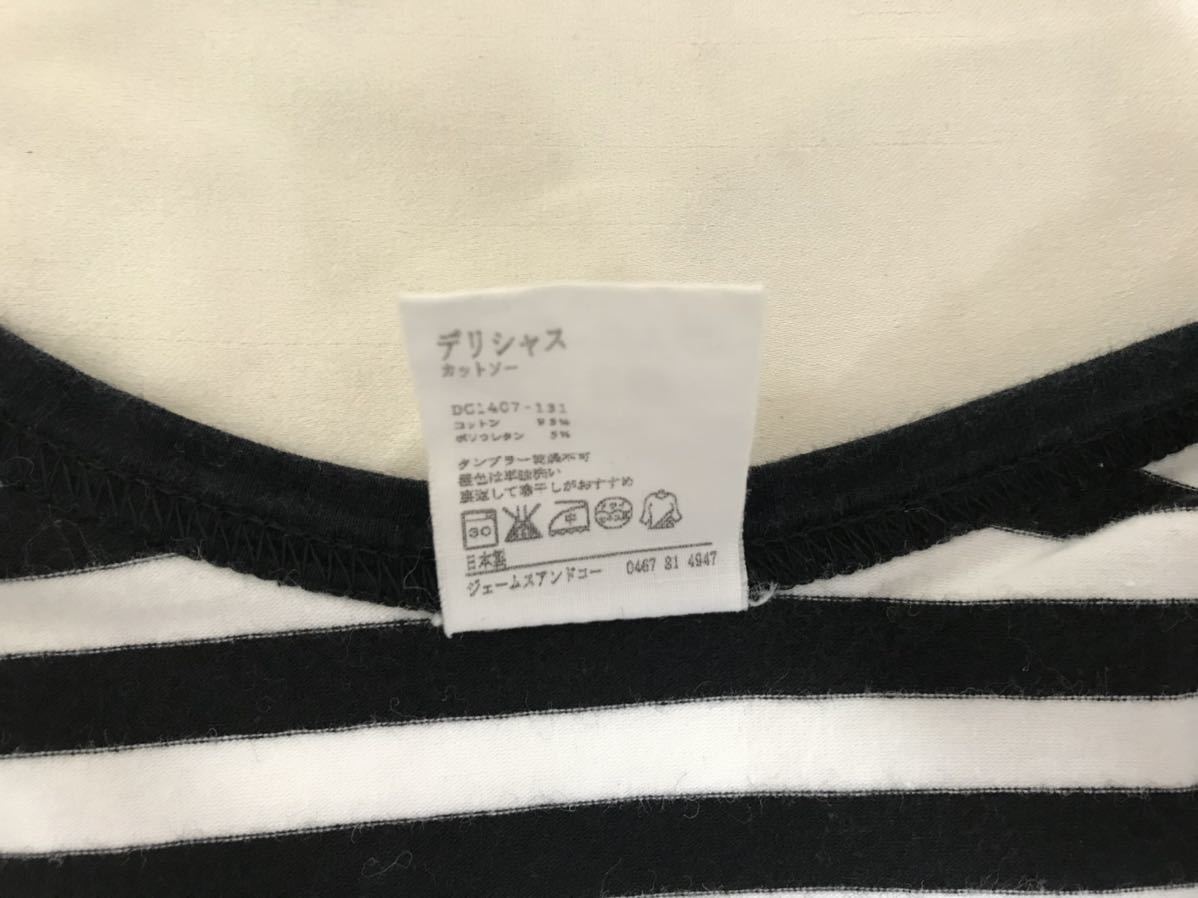 デリシャス
カットソー
DC1407-131
コットン 95%
ポリウレタン 5%
タンブラー乾燥不可
濃色は単独洗い
裏返して陰干しがおすすめ
30 中
日本製
ジェームスアンドコー 0467 81 4947